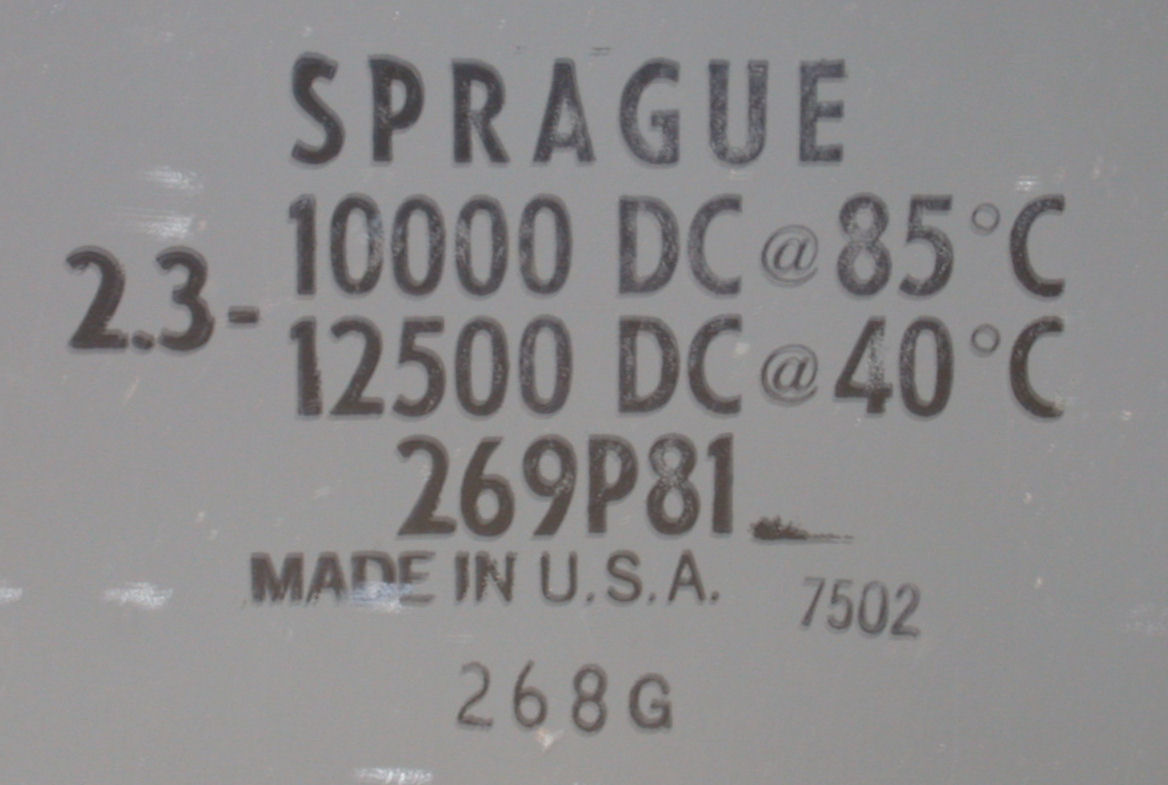 SPRAGUE
10000 DC @ 85°C
2.3-
12500 DC @ 40°C
269P81
MADE IN U.S.A. 7502
268G